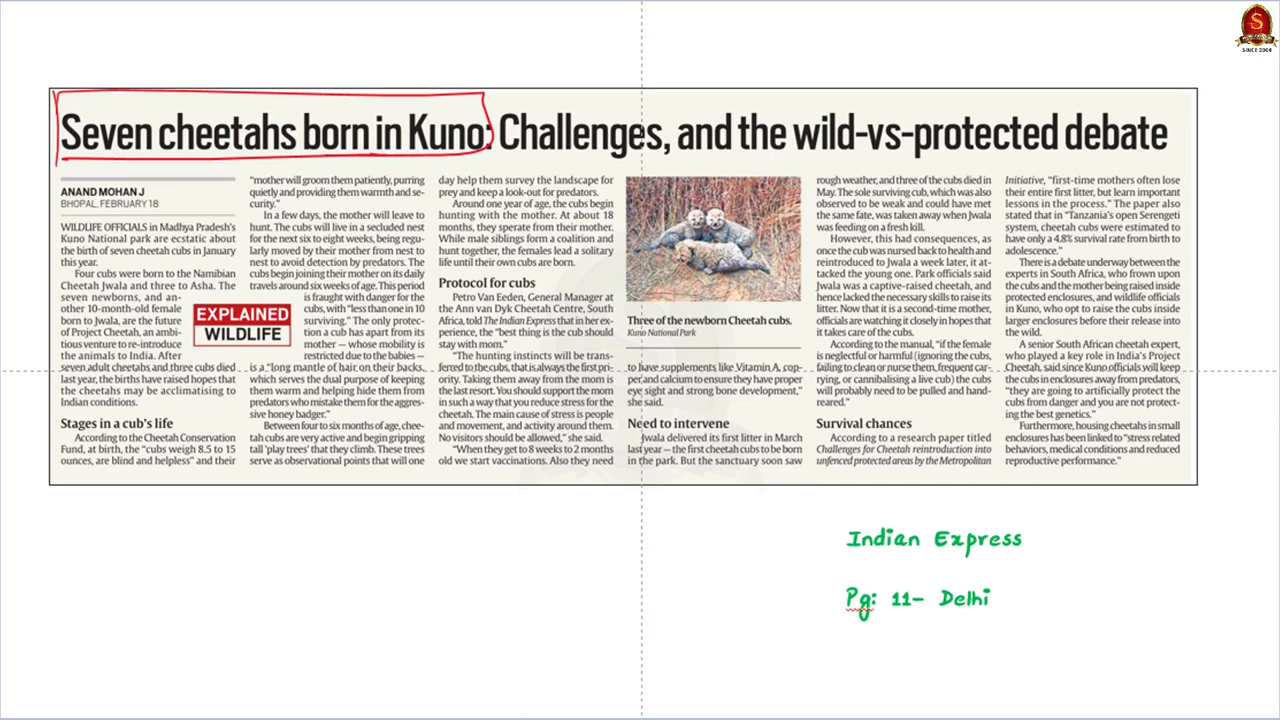 S
SINCE 2004
Seven cheetahs born in Kuno: Challenges, and the wild-vs-protected debate
ANAND MOHAN J
BHOPAL, FEBRUARY 18
WILDLIFE OFFICIALS in Madhya Pradesh's
Kuno National park are ecstatic about
the birth of seven cheetah cubs in January
this year.
Four cubs were born to the Namibian
Cheetah Jwala and three to Asha. The
seven newborns, and an-
other 10-month-old female
born to Jwala, are the future
of Project Cheetah, an ambi-
tious venture to re-introduce
the animals to India. After
seven adult cheetahs and three cubs died
last year, the births have raised hopes that
the cheetahs may be acclimatising to
Indian conditions.
Stages in a cub's life
According to the Cheetah Conservation
Fund, at birth, the "cubs weigh 8.5 to 15
ounces, are blind and helpless" and their
EXPLAINED
WILDLIFE
"mother will groom them patiently, purring
quietly and providing them warmth and se-
curity."
In a few days, the mother will leave to
hunt. The cubs will live in a secluded nest
for the next six to eight weeks, being regu-
larly moved by their mother from nest to
nest to avoid detection by predators. The
cubs begin joining their mother on its daily
travels around six weeks of age. This period
is fraught with danger for the
cubs, with "less than one in 10
surviving." The only protec-
tion a cub has apart from its
mother — whose mobility is
restricted due to the babies —
is a "long mantle of hair on their backs,
which serves the dual purpose of keeping
them warm and helping hide them from
predators who mistake them for the aggres-
sive honey badger."
Between four to six months of age, chee-
tah cubs are very active and begin gripping
tall 'play trees' that they climb. These trees
serve as observational points that will one
day help them survey the landscape for
prey and keep a look-out for predators.
Around one year of age, the cubs begin
hunting with the mother. At about 18
months, they sperate from their mother.
While male siblings form a coalition and
hunt together, the females lead a solitary
life until their own cubs are born.
Protocol for cubs
Petro Van Eeden, General Manager at
the Ann van Dyk Cheetah Centre, South
Africa, told The Indian Express that in her ex-
perience, the "best thing is the cub should
stay with mom."
"The hunting instincts will be trans-
ferred to the cubs, that is always the first pri-
ority. Taking them away from the mom is
the last resort. You should support the mom
in such a way that you reduce stress for the
cheetah. The main cause of stress is people
and movement, and activity around them.
No visitors should be allowed," she said.
"When they get to 8 weeks to 2 months
old we start vaccinations. Also they need
Three of the newborn Cheetah cubs.
Kuno National Park
to have supplements like Vitamin A, cop-
per and calcium to ensure they have proper
eye sight and strong bone development,"
she said.
Need to intervene
Jwala delivered its first litter in March
last year — the first cheetah cubs to be born
in the park. But the sanctuary soon saw
rough weather, and three of the cubs died in
May. The sole surviving cub, which was also
observed to be weak and could have met
the same fate, was taken away when Jwala
was feeding on a fresh kill.
However, this had consequences, as
once the cub was nursed back to health and
reintroduced to Jwala a week later, it at-
tacked the young one. Park officials said
Jwala was a captive-raised cheetah, and
hence lacked the necessary skills to raise its
litter. Now that it is a second-time mother,
officials are watching it closely in hopes that
it takes care of the cubs.
According to the manual, "if the female
is neglectful or harmful (ignoring the cubs,
failing to clean or nurse them, frequent car-
rying, or cannibalising a live cub) the cubs
will probably need to be pulled and hand-
reared."
Survival chances
According to a research paper titled
Challenges for Cheetah reintroduction into
unfenced protected areas by the Metropolitan
Initiative, "first-time mothers often lose
their entire first litter, but learn important
lessons in the process." The paper also
stated that in "Tanzania's open Serengeti
system, cheetah cubs were estimated to
have only a 4.8% survival rate from birth to
adolescence."
There is a debate underway between the
experts in South Africa, who frown upon
the cubs and the mother being raised inside
protected enclosures, and wildlife officials
in Kuno, who opt to raise the cubs inside
larger enclosures before their release into
the wild.
A senior South African cheetah expert,
who played a key role in India's Project
Cheetah, said since Kuno officials will keep
the cubs in enclosures away from predators,
"they are going to artificially protect the
cubs from danger and you are not protect-
ing the best genetics."
Furthermore, housing cheetahs in small
enclosures has been linked to "stress related
behaviors, medical conditions and reduced
reproductive performance."
Indian Express
Pg: 11- Delhi